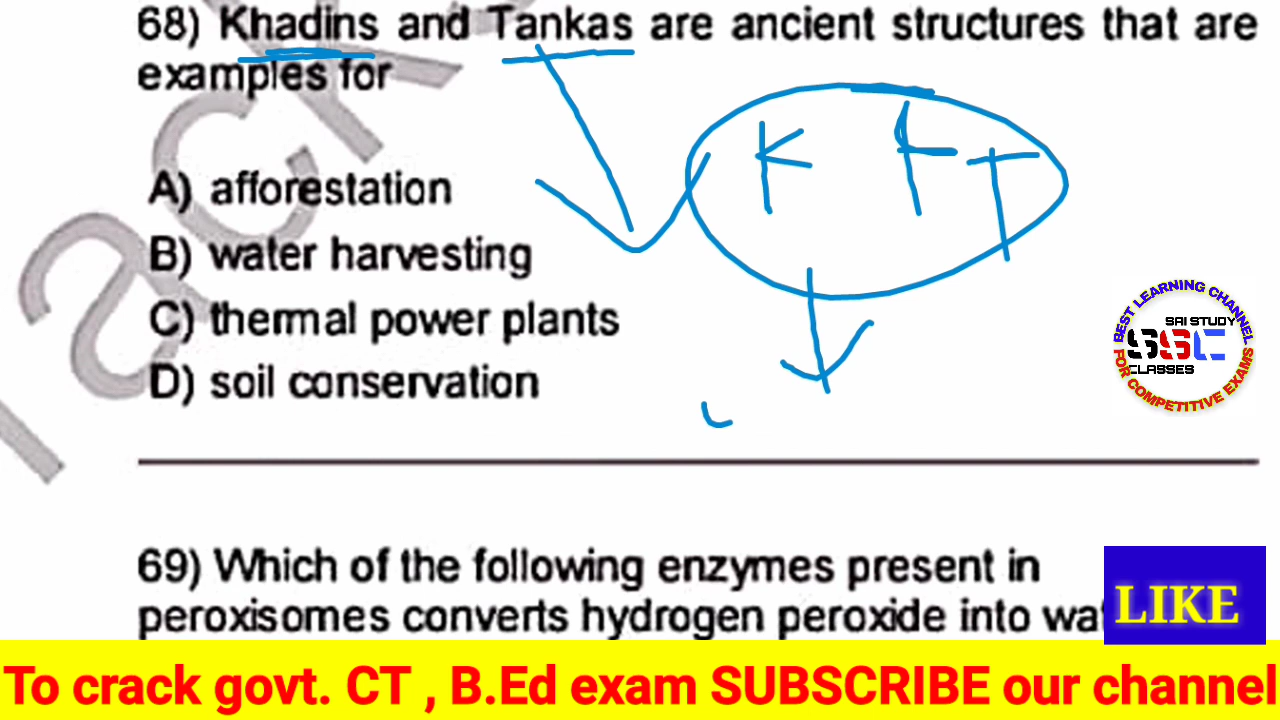 68) Khadins and Tankas are ancient structures that are
examples for
K K T
A) afforestation
B) water harvesting
C) thermal power plants
D) soil conservation
BEST LEARNING CHANNEL
SAI STUDY
SSC
CLASSES
FOR COMPETITIVE EXAMS
69) Which of the following enzymes present in
peroxisomes converts hydrogen peroxide into
LIKE
To crack govt. CT , B.Ed exam SUBSCRIBE our channel